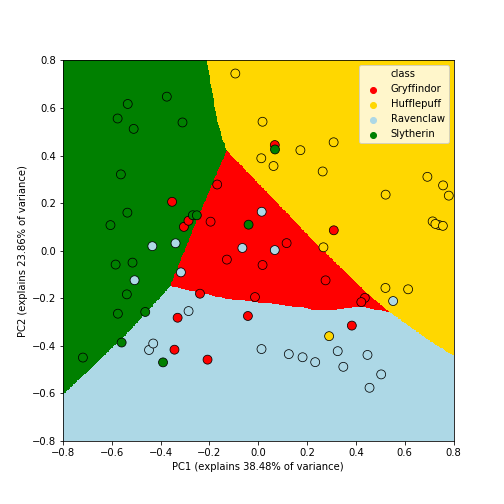 class
Gryffindor
Hufflepuff
Ravenclaw
Slytherin
0.8
0.6
0.4
0.2
0.0
−0.2
−0.4
−0.6
−0.8
PC2 (explains 23.86% of variance)
−0.8 −0.6 −0.4 −0.2 0.0 0.2 0.4 0.6 0.8
PC1 (explains 38.48% of variance)